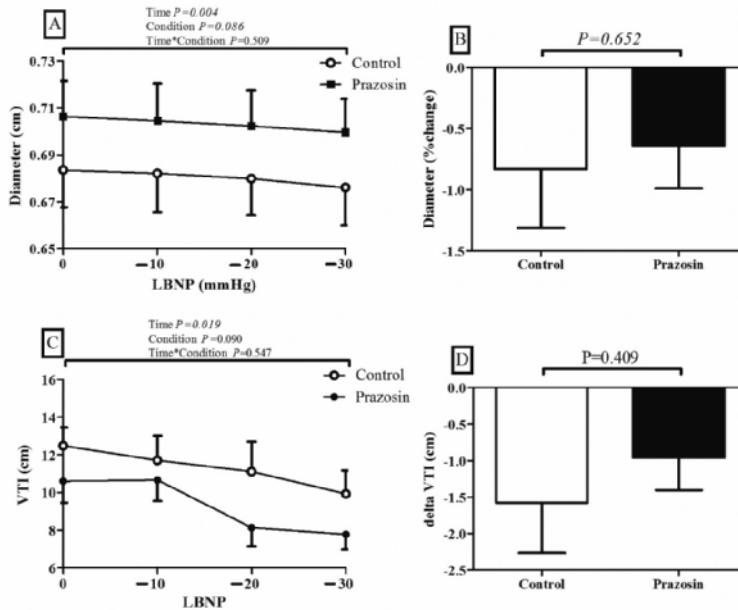 A
Time P=0.004
Condition P=0.086
Time*Condition P=0.509
Control
Prazosin
Diameter (cm)
0.73
0.71
0.69
0.67
0.65
0
−10
−20
−30
LBNP (mmHg)
B
P=0.652
Diameter (%change)
0.0
-0.5
-1.0
-1.5
Control
Prazosin
C
Time P=0.019
Condition P=0.090
Time*Condition P=0.547
Control
Prazosin
VTI (cm)
16
14
12
10
8
6
0
−10
−20
−30
LBNP
D
P=0.409
delta VTI (cm)
0.0
-0.5
-1.0
-1.5
-2.0
-2.5
Control
Prazosin